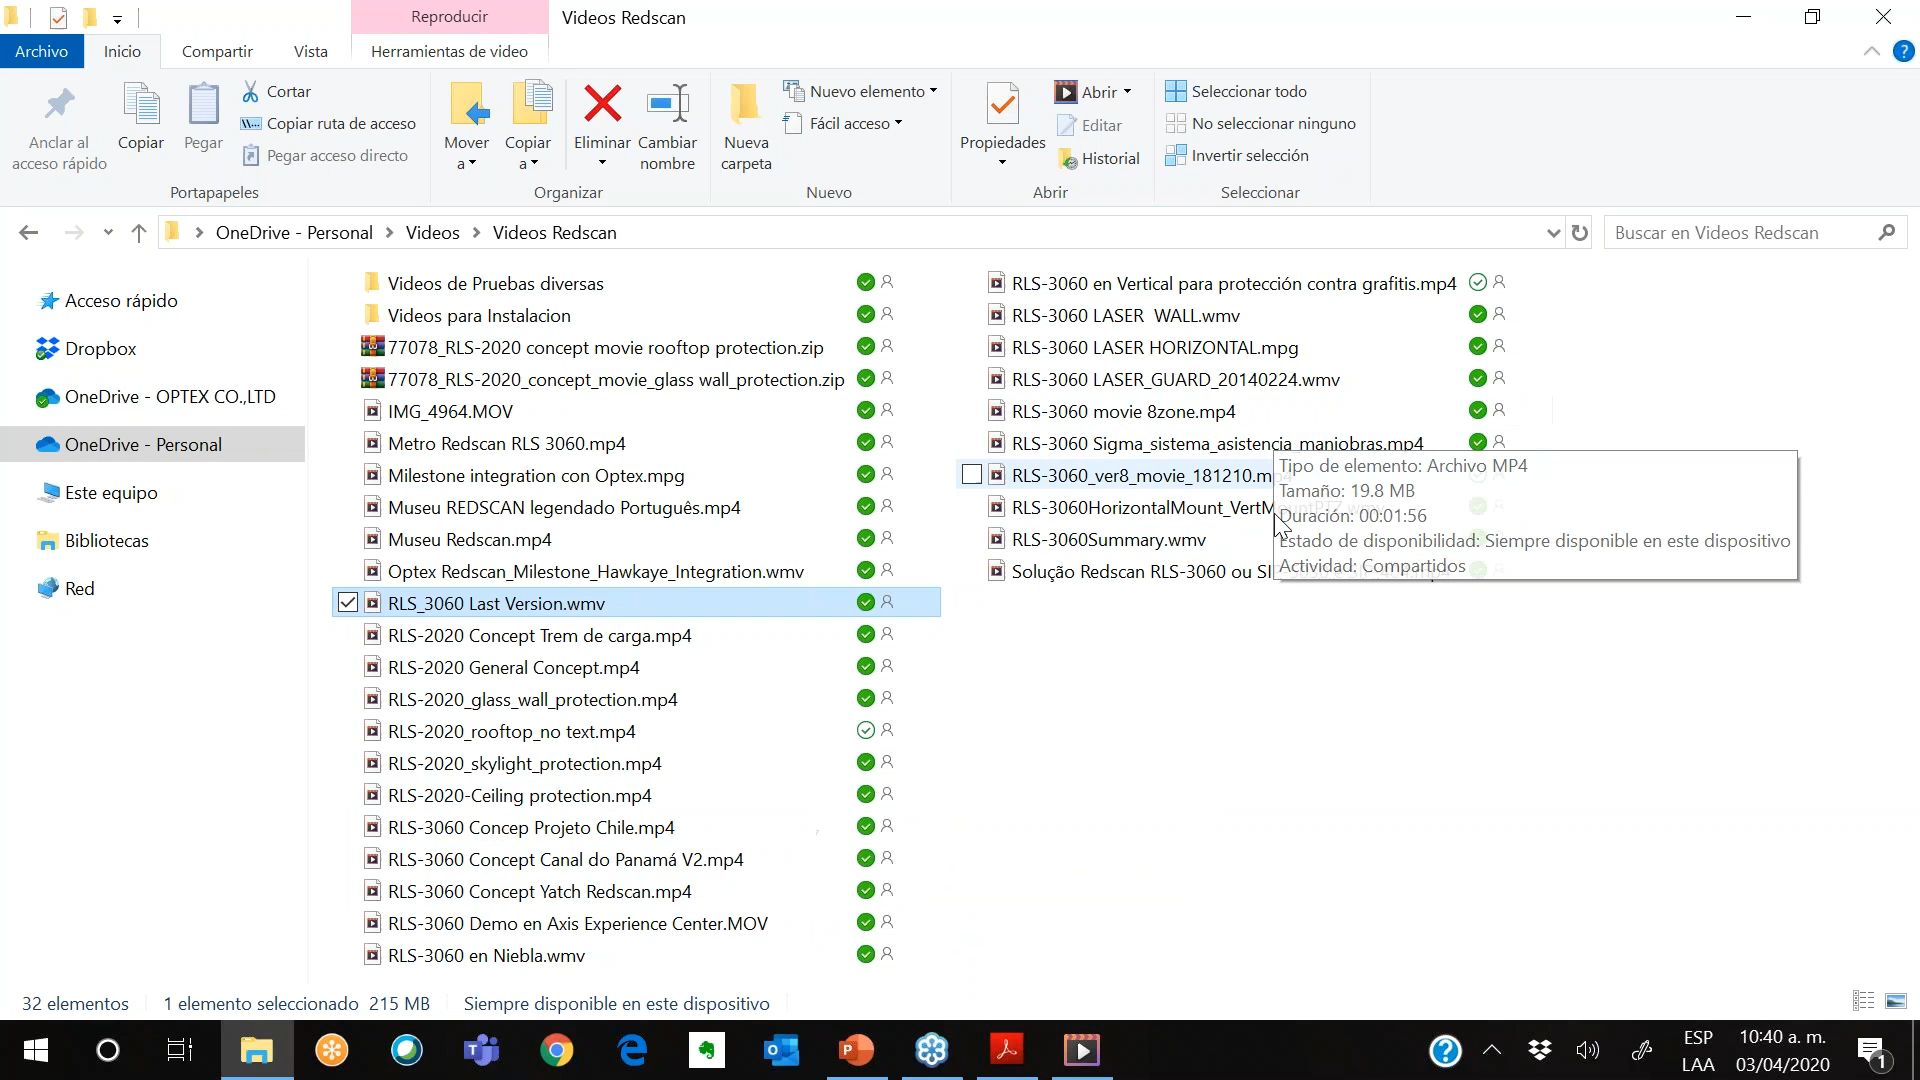 Reproducir
Videos Redscan
Archivo
Inicio
Compartir
Vista
Herramientas de video
Anclar al
acceso rápido
Copiar
Pegar
Cortar
Copiar ruta de acceso
Pegar acceso directo
Portapapeles
Mover
a
Copiar
a
Eliminar
Cambiar
nombre
Organizar
Nueva
carpeta
Nuevo elemento
Fácil acceso
Nuevo
Propiedades
Abrir
Editar
Historial
Abrir
Seleccionar todo
No seleccionar ninguno
Invertir selección
Seleccionar
OneDrive - Personal > Videos > Videos Redscan
Buscar en Videos Redscan
Acceso rápido
Dropbox
OneDrive - OPTEX CO.,LTD
OneDrive - Personal
Este equipo
Bibliotecas
Red
Videos de Pruebas diversas
Videos para Instalacion
77078_RLS-2020 concept movie rooftop protection.zip
77078_RLS-2020_concept_movie_glass wall_protection.zip
IMG_4964.MOV
Metro Redscan RLS 3060.mp4
Milestone integration con Optex.mpg
Museu REDSCAN legendado Português.mp4
Museu Redscan.mp4
Optex Redscan_Milestone_Hawkaye_Integration.wmv
RLS_3060 Last Version.wmv
RLS-2020 Concept Trem de carga.mp4
RLS-2020 General Concept.mp4
RLS-2020_glass_wall_protection.mp4
RLS-2020_rooftop_no text.mp4
RLS-2020_skylight_protection.mp4
RLS-2020-Ceiling protection.mp4
RLS-3060 Concep Projeto Chile.mp4
RLS-3060 Concept Canal do Panamá V2.mp4
RLS-3060 Concept Yatch Redscan.mp4
RLS-3060 Demo en Axis Experience Center.MOV
RLS-3060 en Niebla.wmv
RLS-3060 en Vertical para protección contra grafitis.mp4
RLS-3060 LASER  WALL.wmv
RLS-3060 LASER HORIZONTAL.mpg
RLS-3060 LASER_GUARD_20140224.wmv
RLS-3060 movie 8zone.mp4
RLS-3060 Sigma_sistema_asistencia_maniobras.mp4
RLS-3060_ver8_movie_181210.mp4
RLS-3060HorizontalMount_VertM
RLS-3060Summary.wmv
Solução Redscan RLS-3060 ou SI
Tipo de elemento: Archivo MP4
Tamaño: 19.8 MB
Duración: 00:01:56
Estado de disponibilidad: Siempre disponible en este dispositivo
Actividad: Compartidos
32 elementos
1 elemento seleccionado 215 MB
Siempre disponible en este dispositivo
ESP
LAA
10:40 a. m.
03/04/2020
1